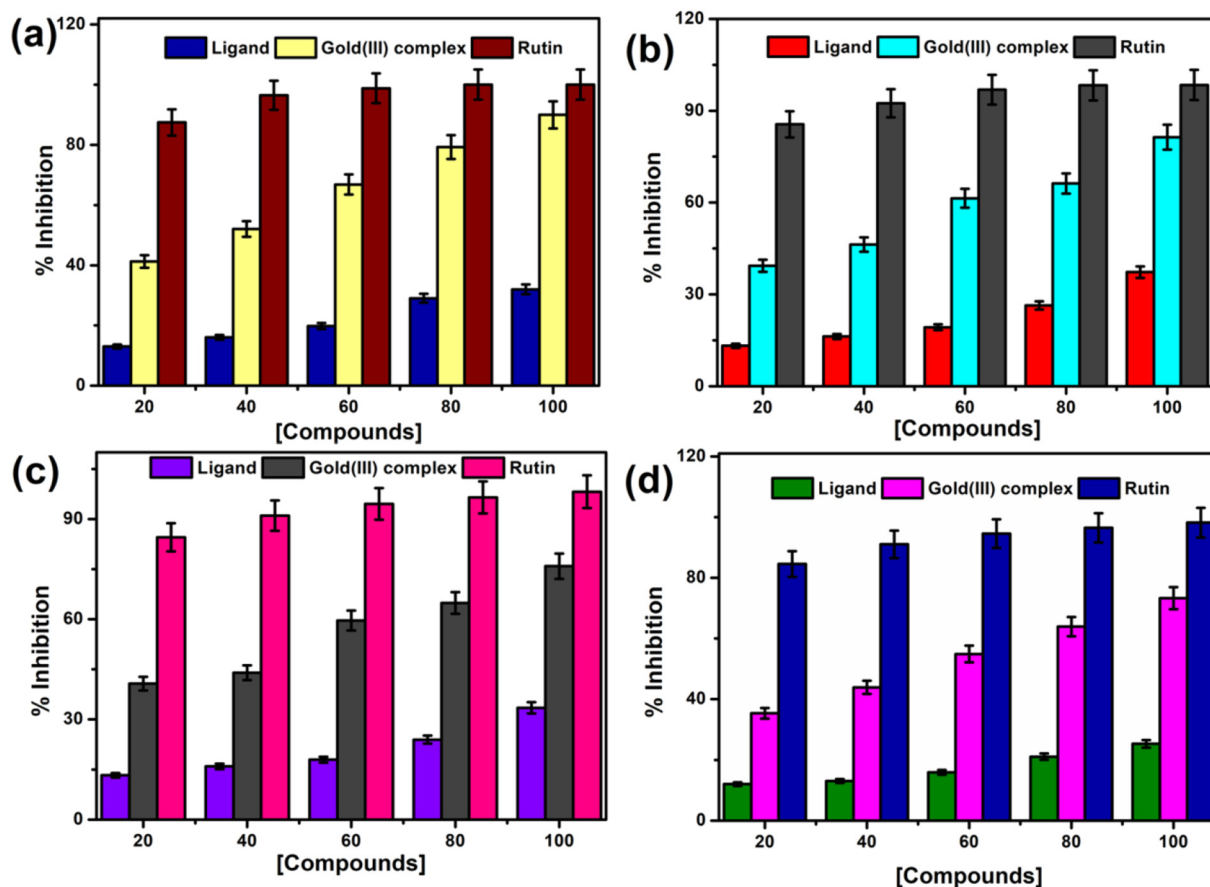 (a)
120
Ligand Gold(III) complex Rutin
80
40
0
% Inhibition
20 40 60 80 100
[Compounds]
(b)
120
Ligand Gold(III) complex Rutin
90
60
30
0
% Inhibition
20 40 60 80 100
[Compounds]
(c)
Ligand Gold(III) complex Rutin
90
60
30
0
% Inhibition
20 40 60 80 100
[Compounds]
(d)
120
Ligand Gold(III) complex Rutin
80
40
0
% Inhibition
20 40 60 80 100
[Compounds]